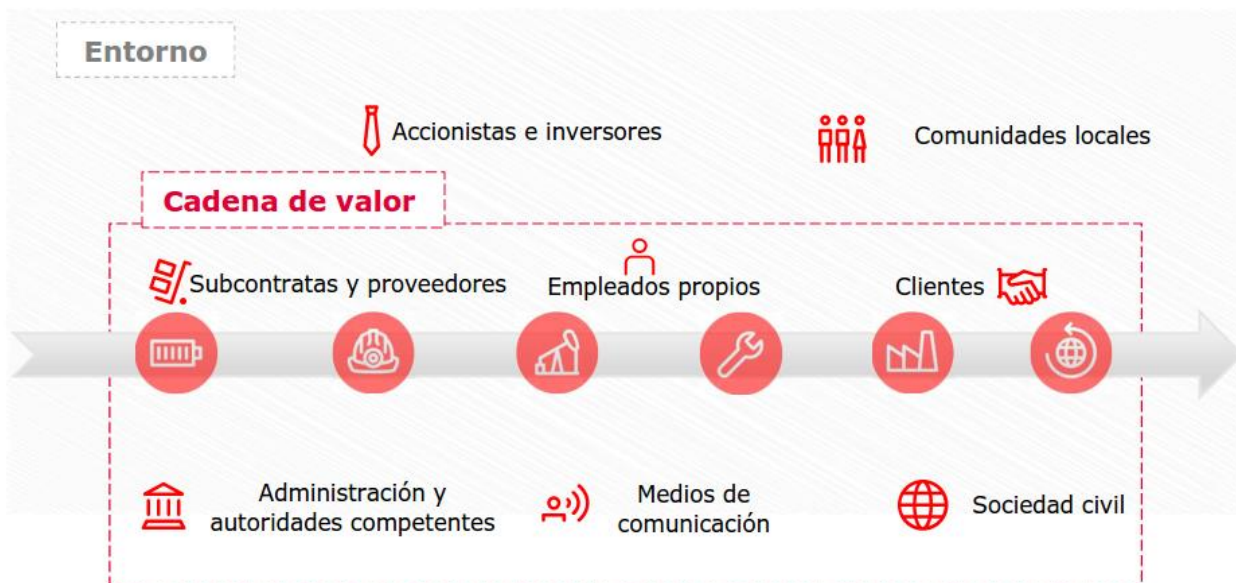 Entorno
Accionistas e inversores
Comunidades locales
Cadena de valor
Subcontratas y proveedores
Empleados propios
Clientes
Administración y
autoridades competentes
Medios de
comunicación
Sociedad civil